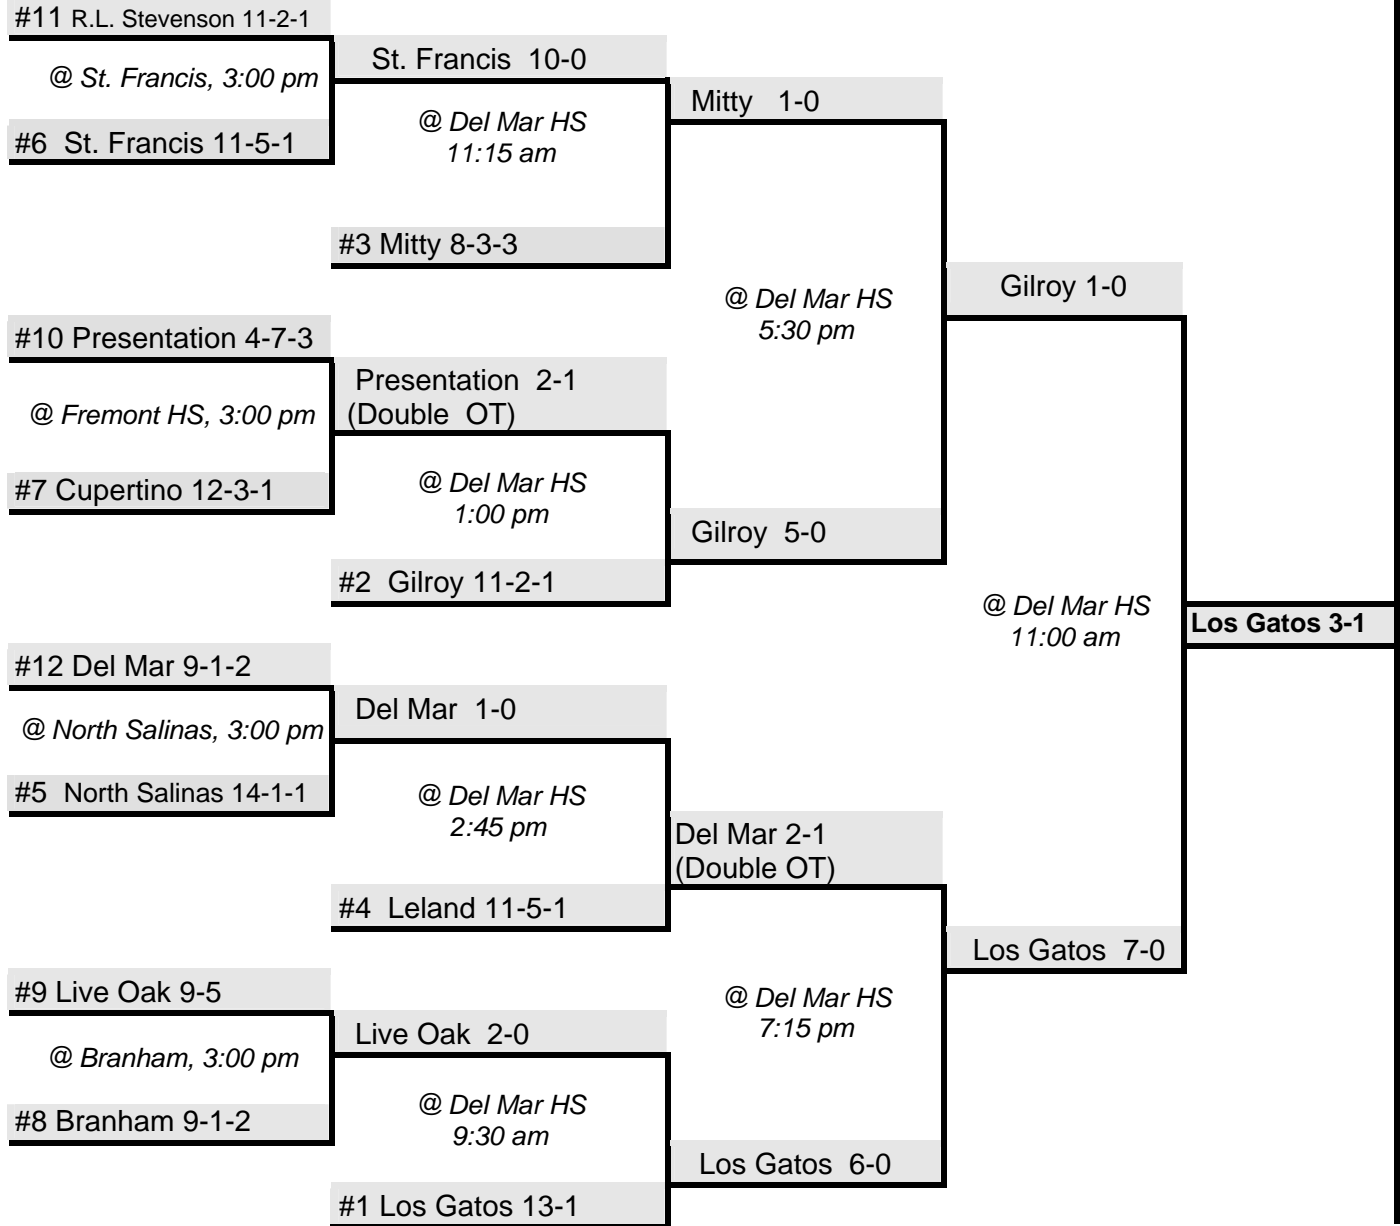 #11 R.L. Stevenson 11-2-1
@ St. Francis, 3:00 pm
#6 St. Francis 11-5-1
St. Francis 10-0
@ Del Mar HS
11:15 am
#3 Mitty 8-3-3
Mitty 1-0
#10 Presentation 4-7-3
@ Fremont HS, 3:00 pm
#7 Cupertino 12-3-1
Presentation 2-1
(Double OT)
@ Del Mar HS
1:00 pm
#2 Gilroy 11-2-1
Gilroy 5-0
@ Del Mar HS
5:30 pm
Gilroy 1-0
#12 Del Mar 9-1-2
@ North Salinas, 3:00 pm
#5 North Salinas 14-1-1
Del Mar 1-0
@ Del Mar HS
2:45 pm
#4 Leland 11-5-1
Del Mar 2-1
(Double OT)
#9 Live Oak 9-5
@ Branham, 3:00 pm
#8 Branham 9-1-2
Live Oak 2-0
@ Del Mar HS
9:30 am
#1 Los Gatos 13-1
Los Gatos 6-0
@ Del Mar HS
7:15 pm
Los Gatos 7-0
@ Del Mar HS
11:00 am
Los Gatos 3-1